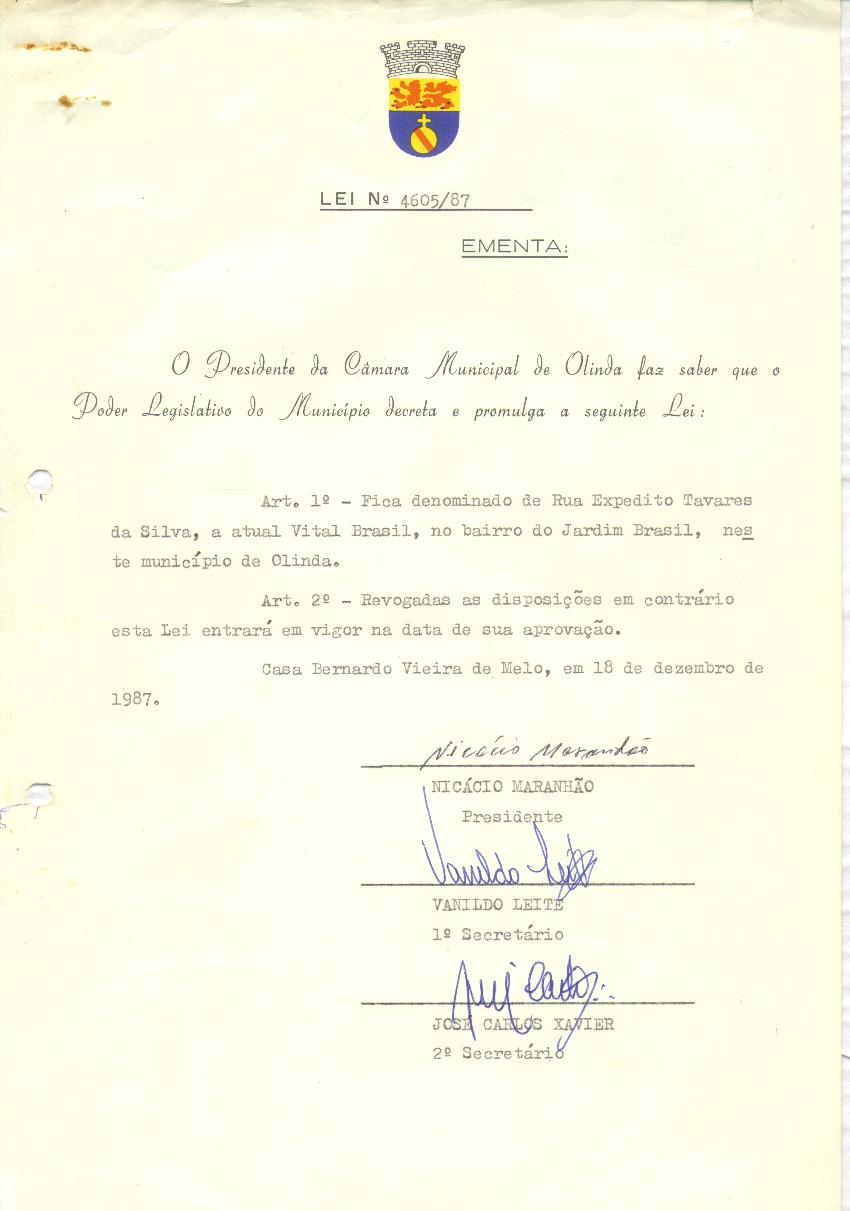 LEI Nº 4605/87
EMENTA:
O Presidente da Câmara Municipal de Olinda faz saber que o
Poder Legislativo do Município decreta e promulga a seguinte Lei:
Art. 1º - Fica denominado de Rua Expedito Tavares
da Silva, a atual Vital Brasil, no bairro do Jardim Brasil, nes
te município de Olinda.
Art. 2º - Revogadas as disposições em contrário
esta Lei entrará em vigor na data de sua aprovação.
Casa Bernardo Vieira de Melo, em 18 de dezembro de
1987.
Nicácio Maranhão
NICÁCIO MARANHÃO
Presidente
Vanildo Leite
VANILDO LEITE
1º Secretário
JOSÉ CARLOS XAVIER
2º Secretário